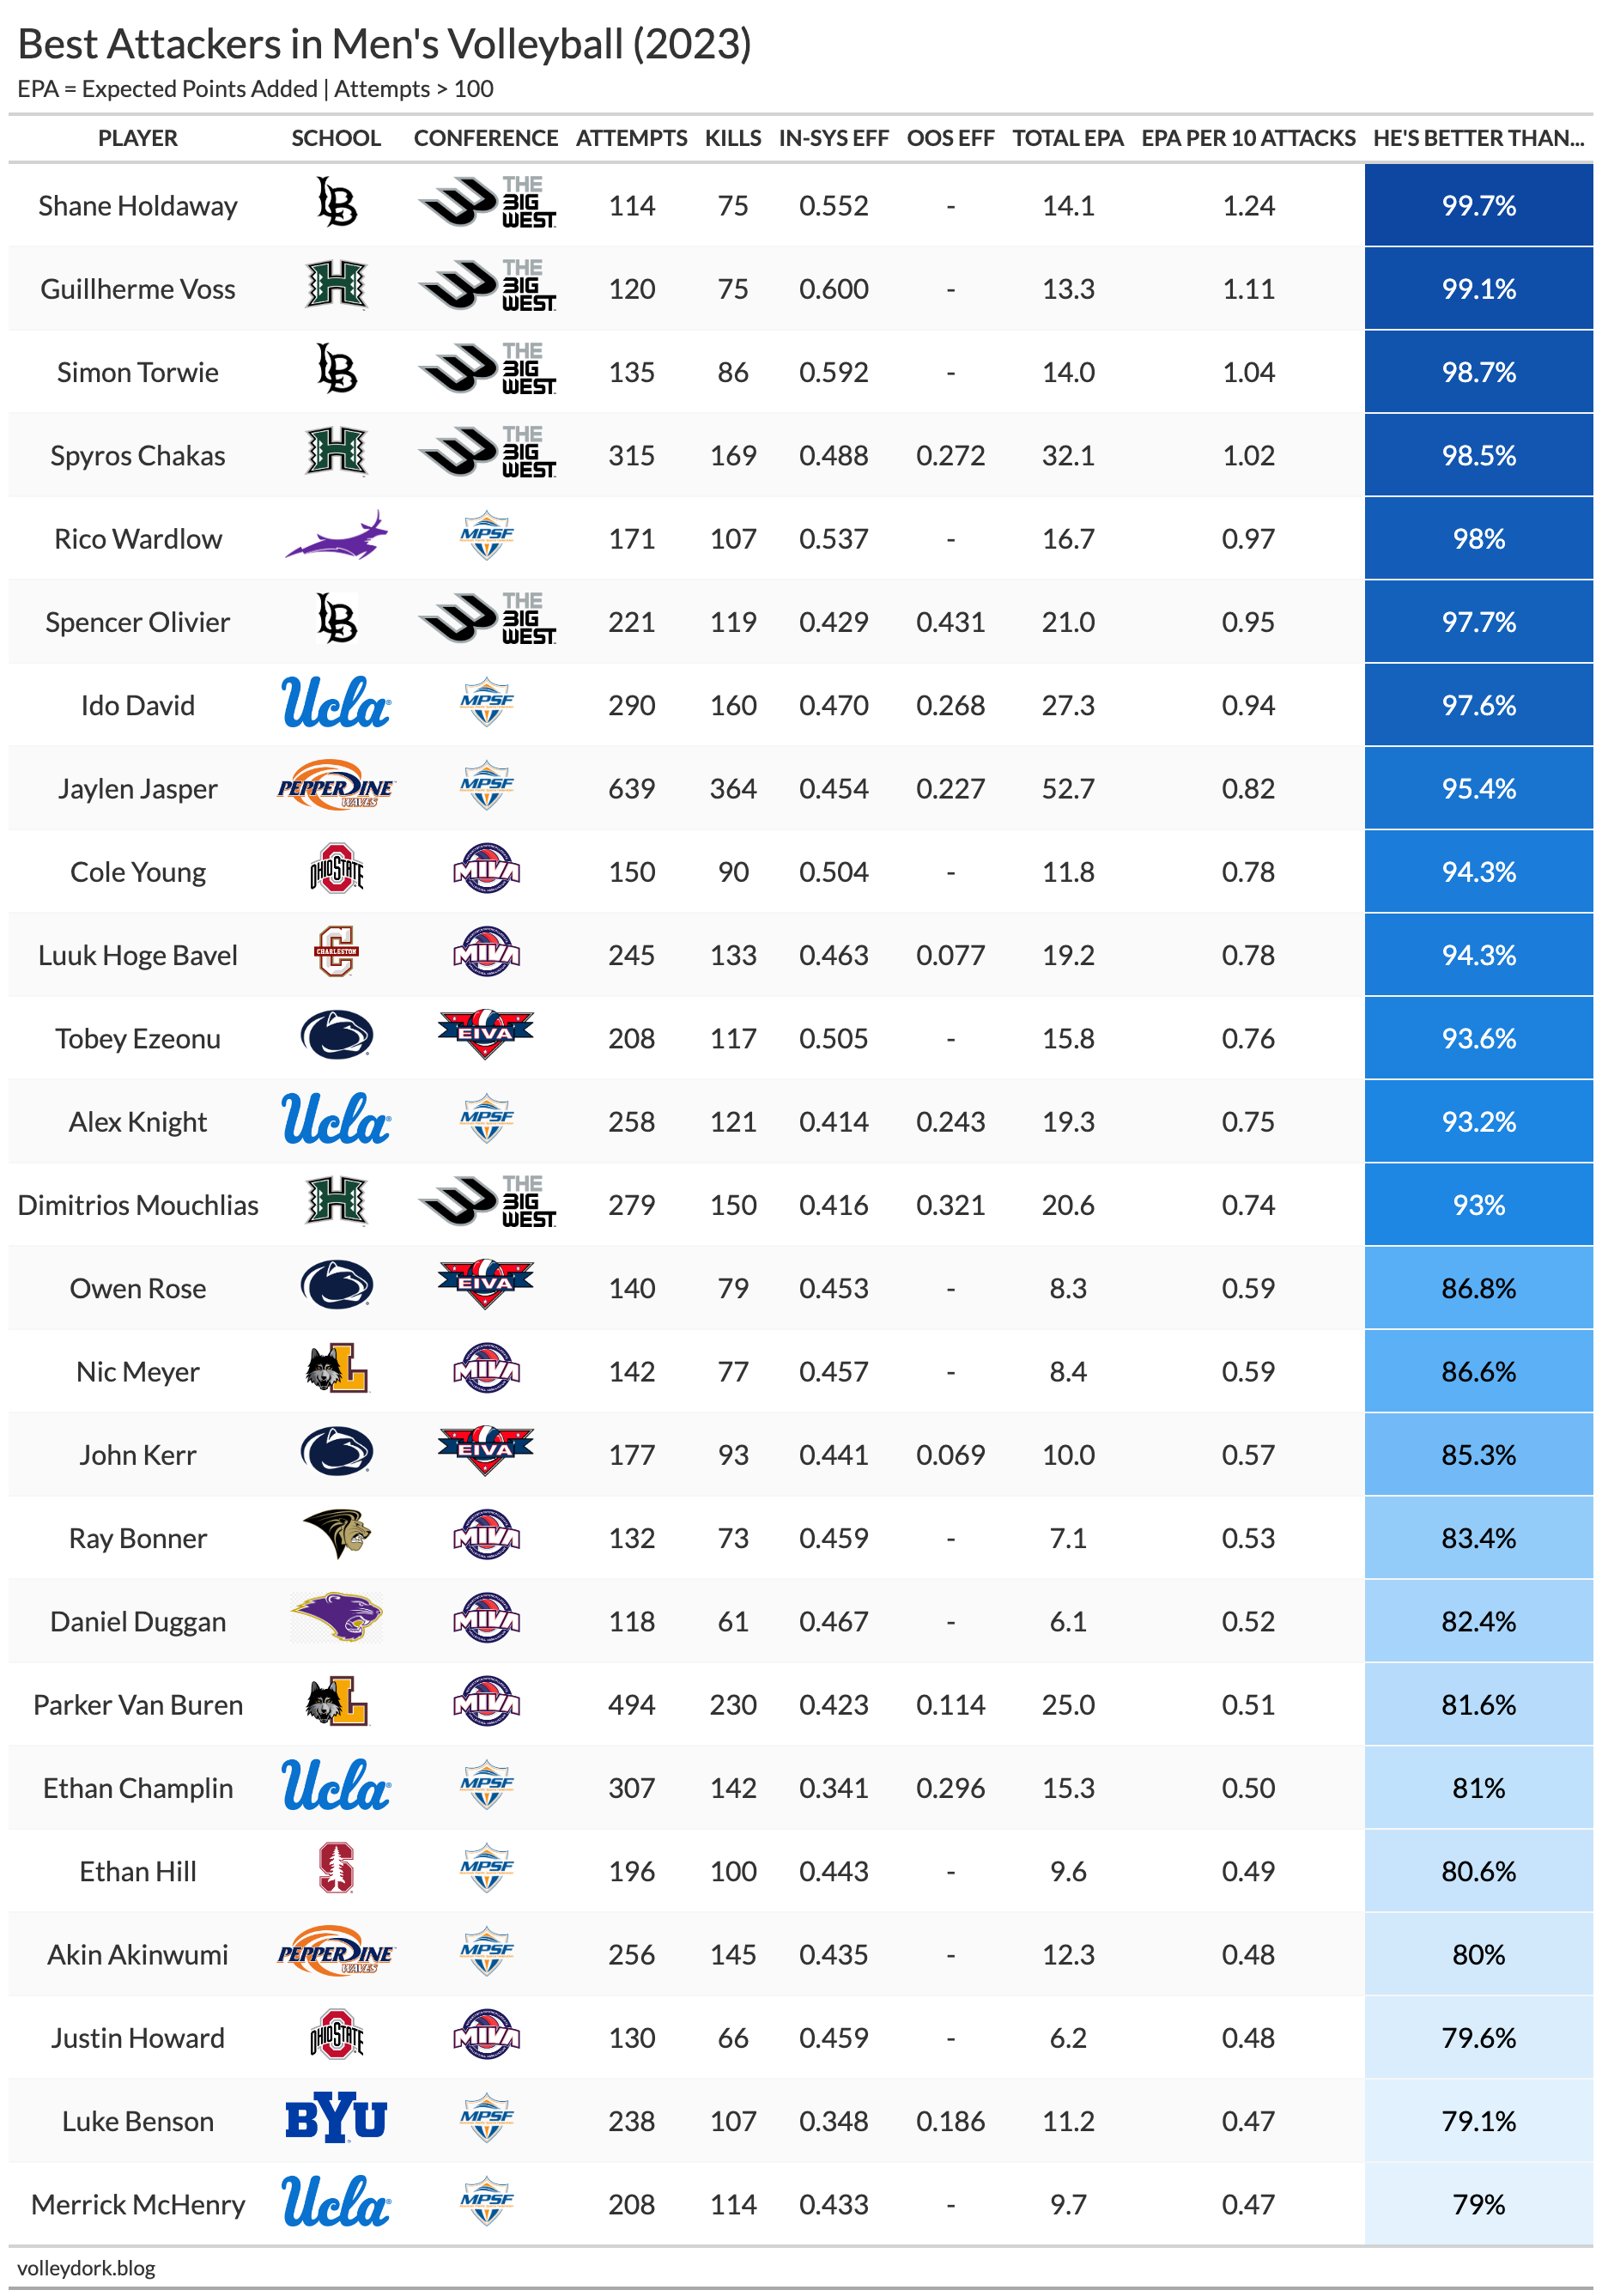 Best Attackers in Men's Volleyball (2023)
EPA = Expected Points Added | Attempts > 100
PLAYER SCHOOL CONFERENCE ATTEMPTS KILLS IN-SYS EFF OOS EFF TOTAL EPA EPA PER 10 ATTACKS HE'S BETTER THAN...
Shane Holdaway LB THE BIG WEST 114 75 0.552 - 14.1 1.24 99.7%
Guillherme Voss H THE BIG WEST 120 75 0.600 - 13.3 1.11 99.1%
Simon Torwie LB THE BIG WEST 135 86 0.592 - 14.0 1.04 98.7%
Spyros Chakas H THE BIG WEST 315 169 0.488 0.272 32.1 1.02 98.5%
Rico Wardlow MPSF 171 107 0.537 - 16.7 0.97 98%
Spencer Olivier LB THE BIG WEST 221 119 0.429 0.431 21.0 0.95 97.7%
Ido David Ucla MPSF 290 160 0.470 0.268 27.3 0.94 97.6%
Jaylen Jasper PEPPERDINE WAVES MPSF 639 364 0.454 0.227 52.7 0.82 95.4%
Cole Young OHIO STATE MIVA 150 90 0.504 - 11.8 0.78 94.3%
Luuk Hoge Bavel C CHARLESTON MIVA 245 133 0.463 0.077 19.2 0.78 94.3%
Tobey Ezeonu EIVA 208 117 0.505 - 15.8 0.76 93.6%
Alex Knight Ucla MPSF 258 121 0.414 0.243 19.3 0.75 93.2%
Dimitrios Mouchlias H THE BIG WEST 279 150 0.416 0.321 20.6 0.74 93%
Owen Rose EIVA 140 79 0.453 - 8.3 0.59 86.8%
Nic Meyer L MIVA 142 77 0.457 - 8.4 0.59 86.6%
John Kerr EIVA 177 93 0.441 0.069 10.0 0.57 85.3%
Ray Bonner MIVA 132 73 0.459 - 7.1 0.53 83.4%
Daniel Duggan MIVA 118 61 0.467 - 6.1 0.52 82.4%
Parker Van Buren L MIVA 494 230 0.423 0.114 25.0 0.51 81.6%
Ethan Champlin Ucla MPSF 307 142 0.341 0.296 15.3 0.50 81%
Ethan Hill S MPSF 196 100 0.443 - 9.6 0.49 80.6%
Akin Akinwumi PEPPERDINE WAVES MPSF 256 145 0.435 - 12.3 0.48 80%
Justin Howard OHIO STATE MIVA 130 66 0.459 - 6.2 0.48 79.6%
Luke Benson BYU MPSF 238 107 0.348 0.186 11.2 0.47 79.1%
Merrick McHenry Ucla MPSF 208 114 0.433 - 9.7 0.47 79%
volleydork.blog